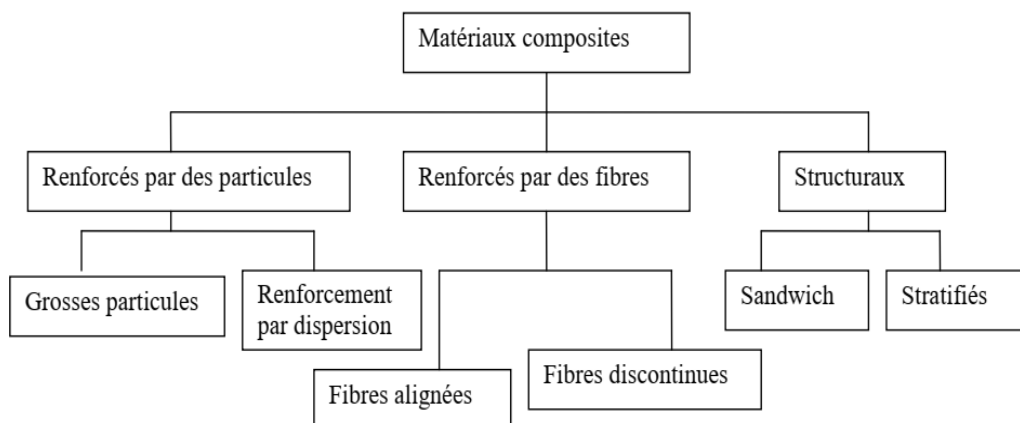 Matériaux composites
Renforcés par des particules
Renforcés par des fibres
Structuraux
Grosses particules
Renforcement
par dispersion
Sandwich
Stratifiés
Fibres alignées
Fibres discontinues